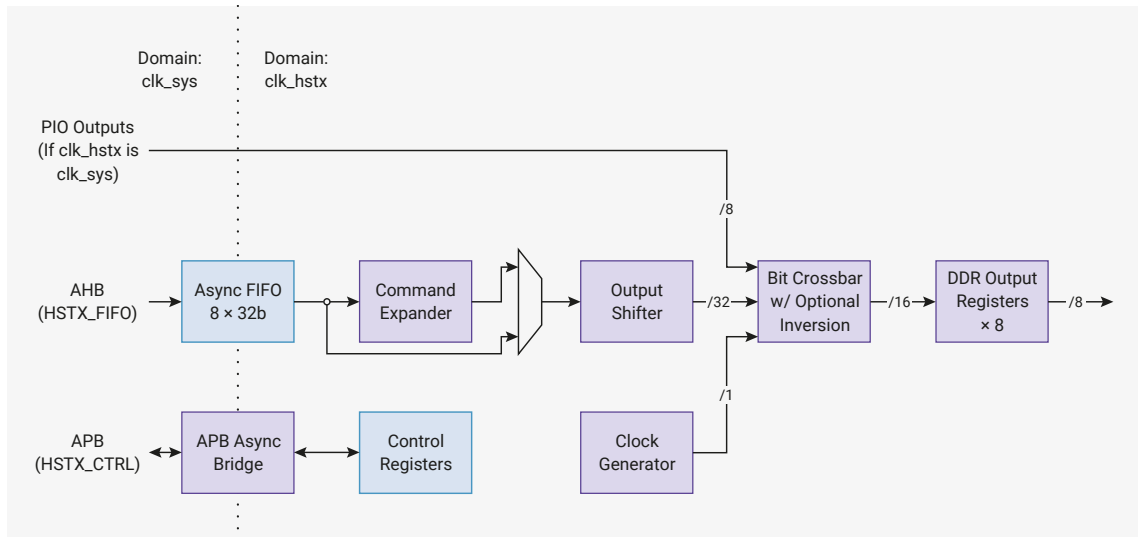 Domain:
clk_sys
Domain:
clk_hstx
PIO Outputs
(If clk_hstx is
clk_sys)
/8
AHB
(HSTX_FIFO)
Async FIFO
8 × 32b
Command
Expander
Output
Shifter
/32
Bit Crossbar
w/ Optional
Inversion
/16
DDR Output
Registers
× 8
/8
/1
APB
(HSTX_CTRL)
APB Async
Bridge
Control
Registers
Clock
Generator